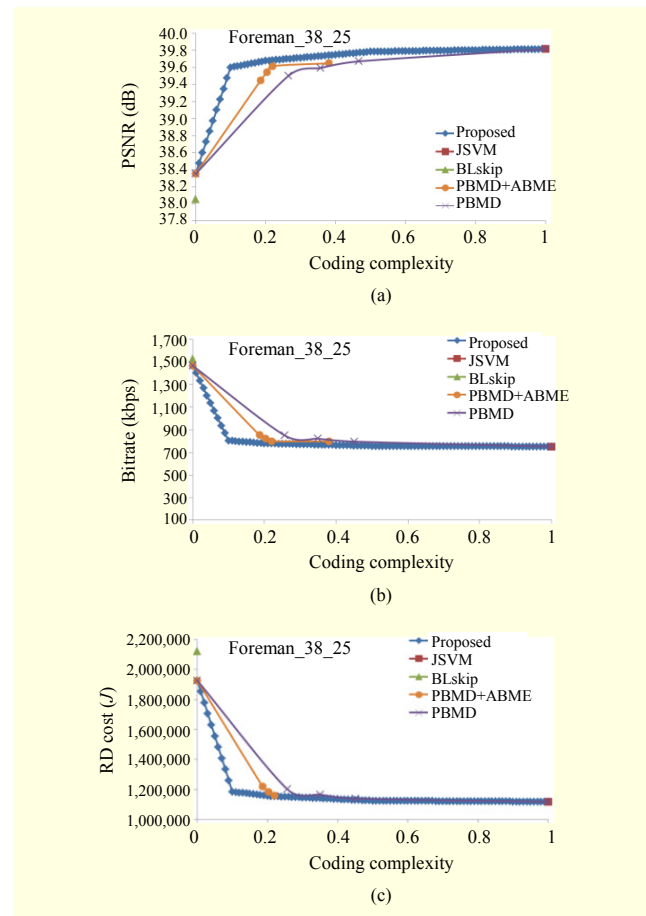 Foreman_38_25
40.0
39.8
39.6
39.4
39.2
39.0
38.8
38.6
38.4
38.2
38.0
37.8
PSNR (dB)
Proposed
JSVM
BLskip
PBMD+ABME
PBMD
0 0.2 0.4 0.6 0.8 1
Coding complexity
(a)
Foreman_38_25
1,700
1,500
1,300
1,100
900
700
500
300
100
Bitrate (kbps)
Proposed
JSVM
BLskip
PBMD+ABME
PBMD
0 0.2 0.4 0.6 0.8 1
Coding complexity
(b)
Foreman_38_25
2,200,000
2,000,000
1,800,000
1,600,000
1,400,000
1,200,000
1,000,000
RD cost (J)
Proposed
JSVM
BLskip
PBMD+ABME
PBMD
0 0.2 0.4 0.6 0.8 1
Coding complexity
(c)